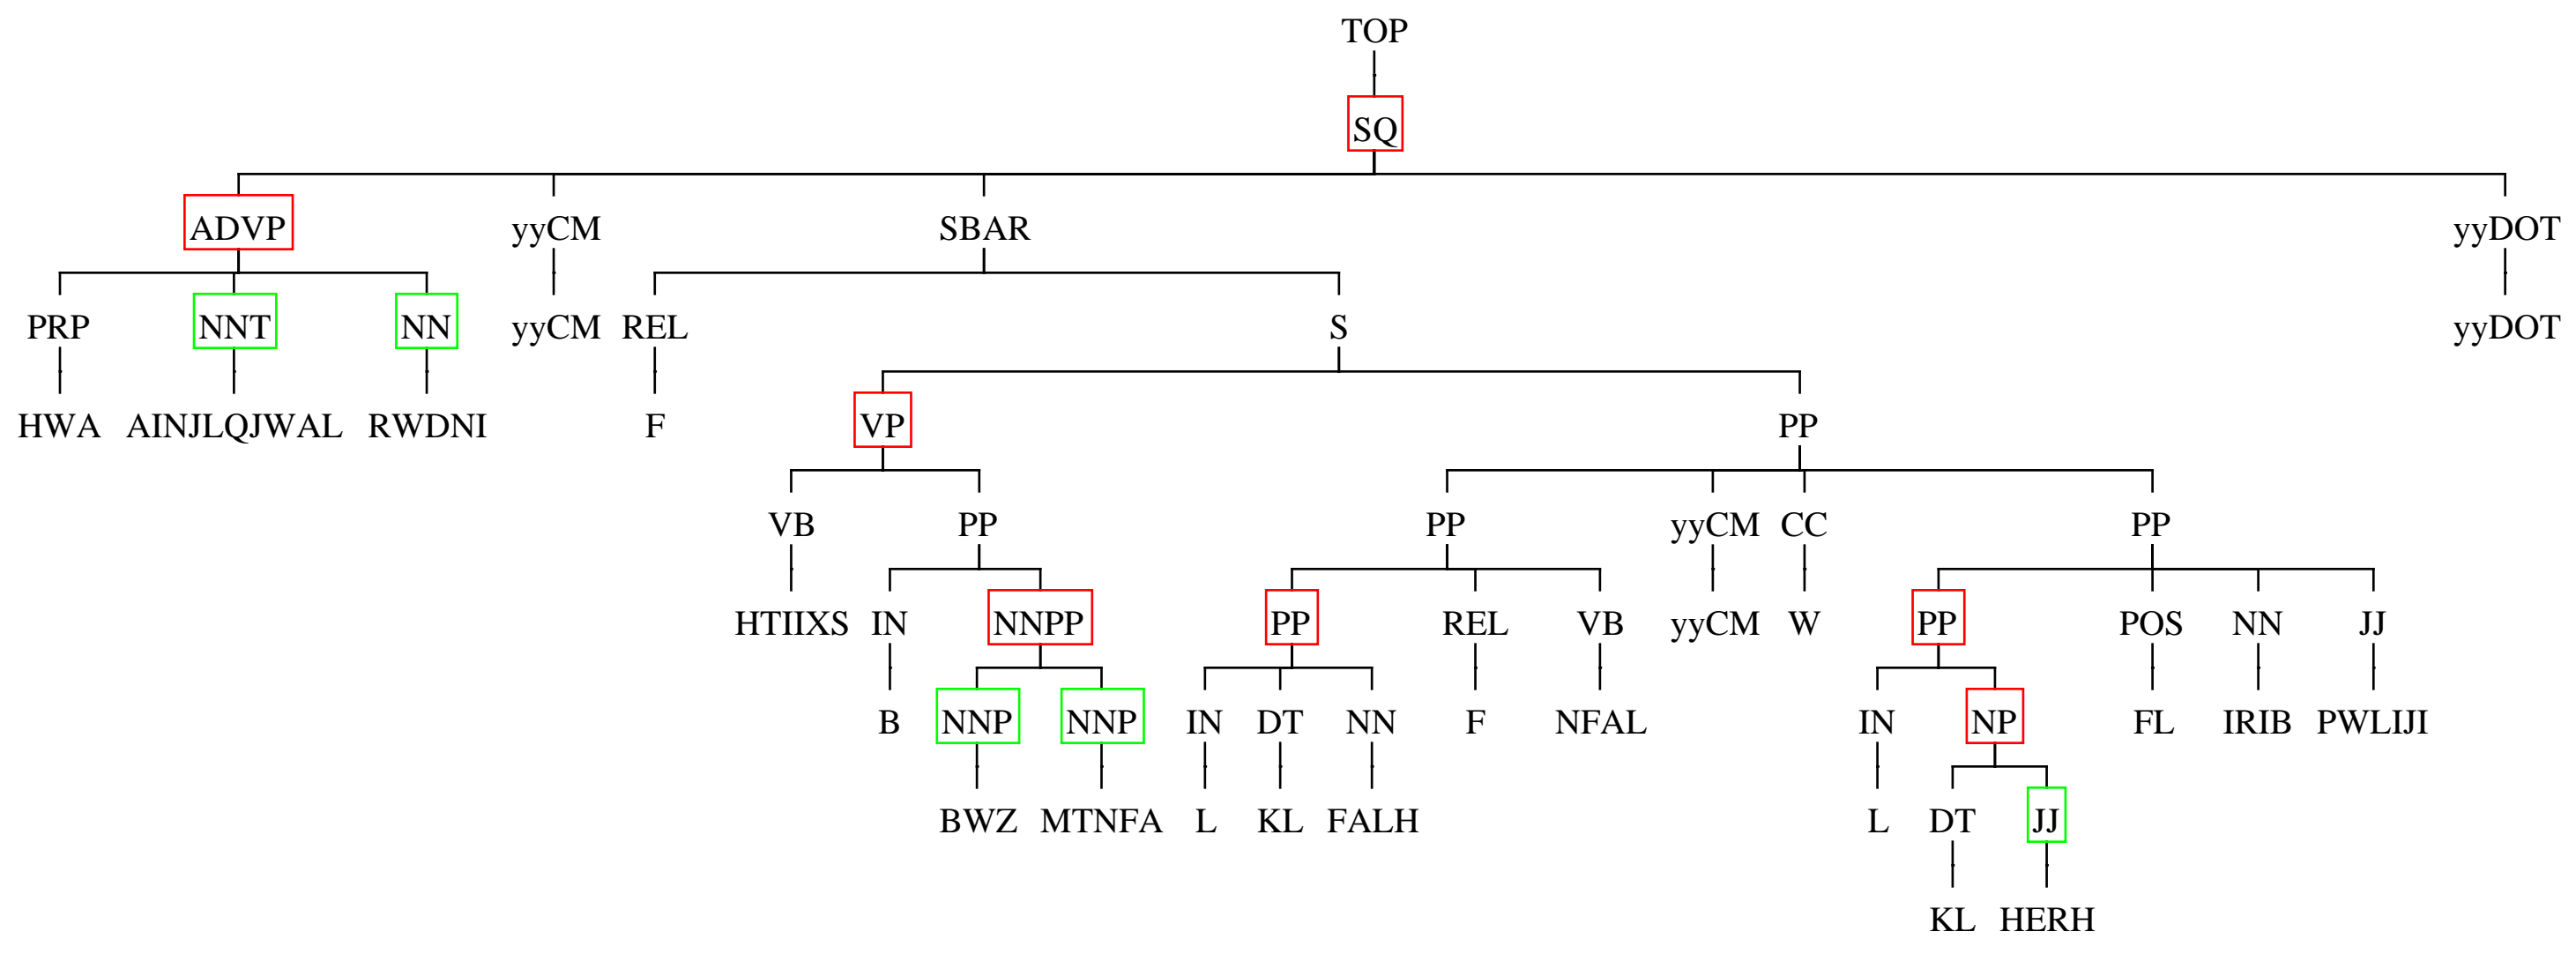 TOP
SQ
ADVP yyCM SBAR yyDOT
PRP NNT NN yyCM REL S yyDOT
HWA AINJLQJWAL RWDNI F VP PP
VB PP PP yyCM CC PP
HTIIXS IN NNPP PP REL VB yyCM W PP POS NN JJ
B NNP NNP IN DT NN F NFAL IN NP FL IRIB PWLIJI
BWZ MTNFA L KL FALH L DT JJ
KL HERH